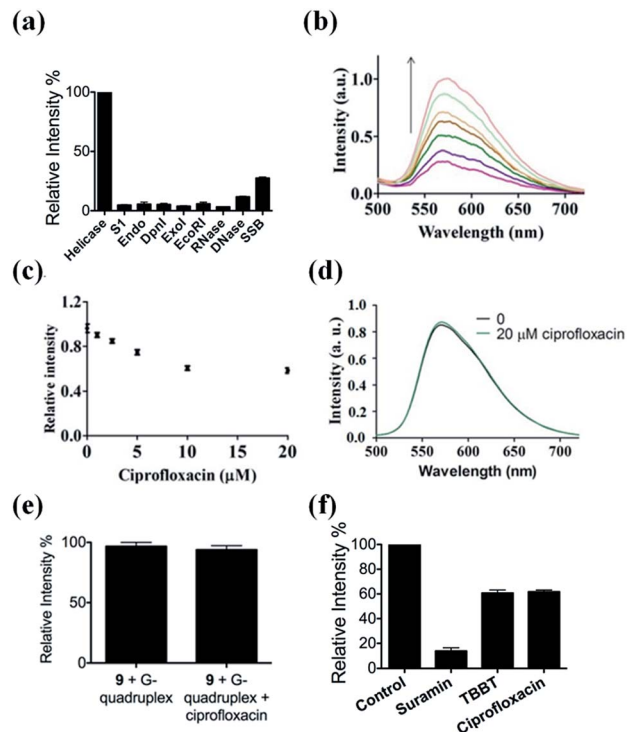 (a)
Relative Intensity %
100
50
0
Helicase
S1
Endo
DpnI
ExoI
EcoRI
RNase
DNase
SSB
(b)
Intensity (a.u.)
1.0
0.5
0.0
500 550 600 650 700
Wavelength (nm)
(c)
Relative intensity
1.2
0.9
0.6
0.3
0.0
0 5 10 15 20
Ciprofloxacin (μM)
(d)
Intensity (a. u.)
1.0
0.8
0.6
0.4
0.2
0.0
500 550 600 650 700
Wavelength (nm)
0
20 μM ciprofloxacin
(e)
Relative Intensity %
100
50
0
9 + G-
quadruplex
9 + G-
quadruplex +
ciprofloxacin
(f)
Relative Intensity %
100
80
60
40
20
0
Control
Suramin
TBBT
Ciprofloxacin